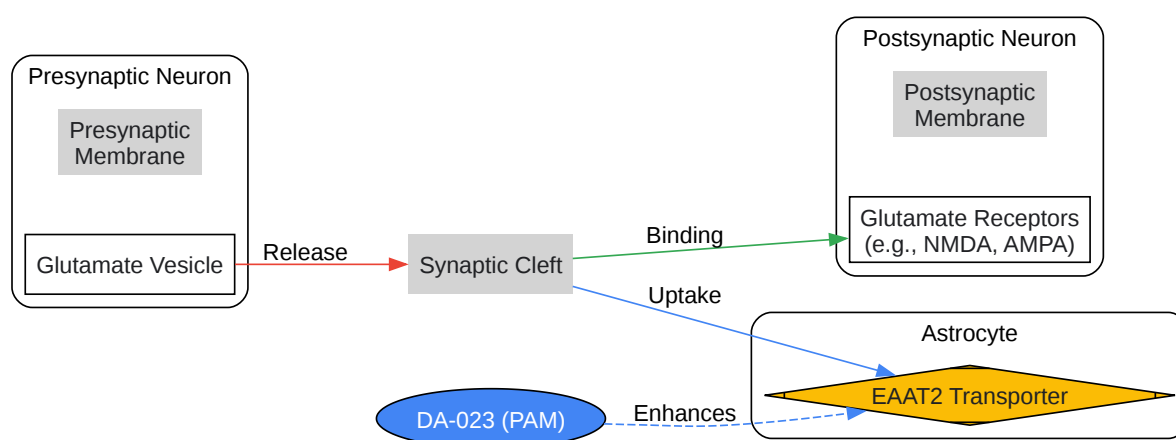 Presynaptic Neuron
Presynaptic
Membrane
Glutamate Vesicle
Release
Synaptic Cleft
Binding
Uptake
Postsynaptic Neuron
Postsynaptic
Membrane
Glutamate Receptors
(e.g., NMDA, AMPA)
Astrocyte
EAAT2 Transporter
DA-023 (PAM)
Enhances